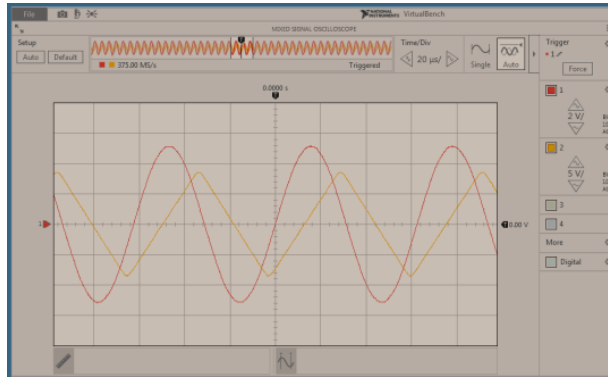 File
NATIONAL INSTRUMENTS VirtualBench
MIXED SIGNAL OSCILLOSCOPE
Setup
Auto Default
375.00 MS/s Triggered
Time/Div
20 µs/
Single Auto
Trigger
1
Force
0.0000 s
1
2 V/
2
5 V/
1
0.00 V
3
4
More
Digital